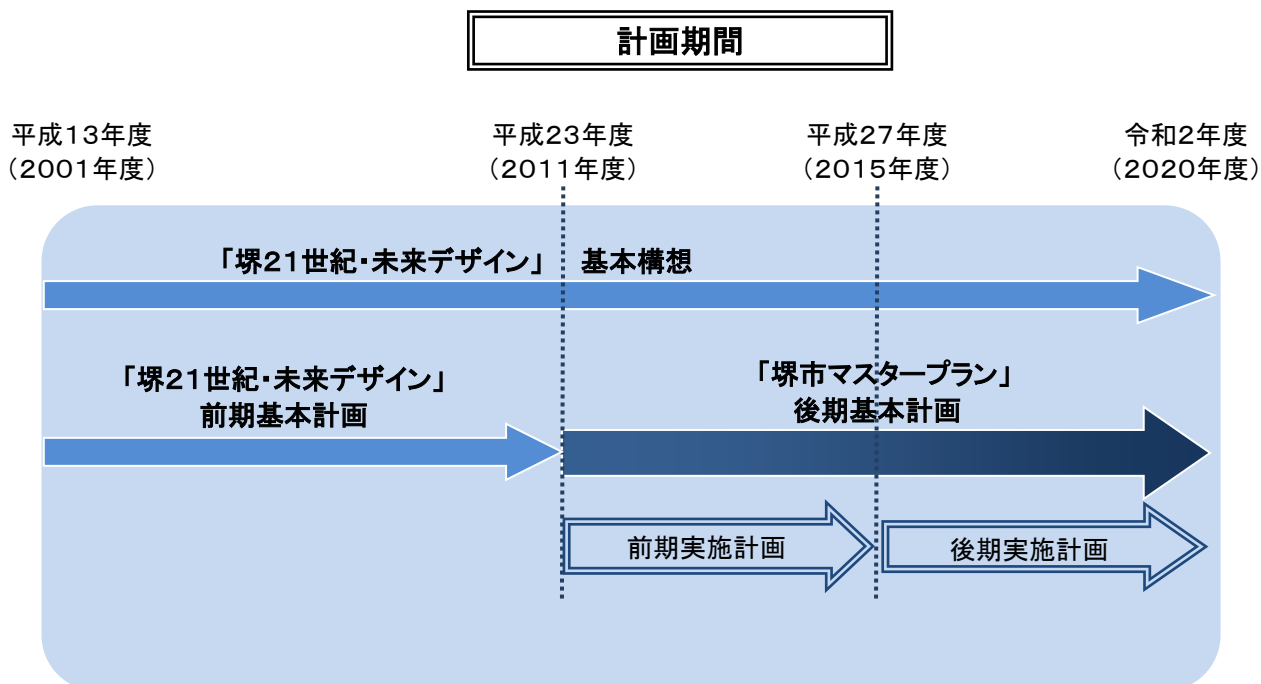 計画期間
平成13年度
(2001年度)
平成23年度
(2011年度)
平成27年度
(2015年度)
令和2年度
(2020年度)
「堺21世紀・未来デザイン」 基本構想
「堺21世紀・未来デザイン」
前期基本計画
「堺市マスタープラン」
後期基本計画
前期実施計画
後期実施計画